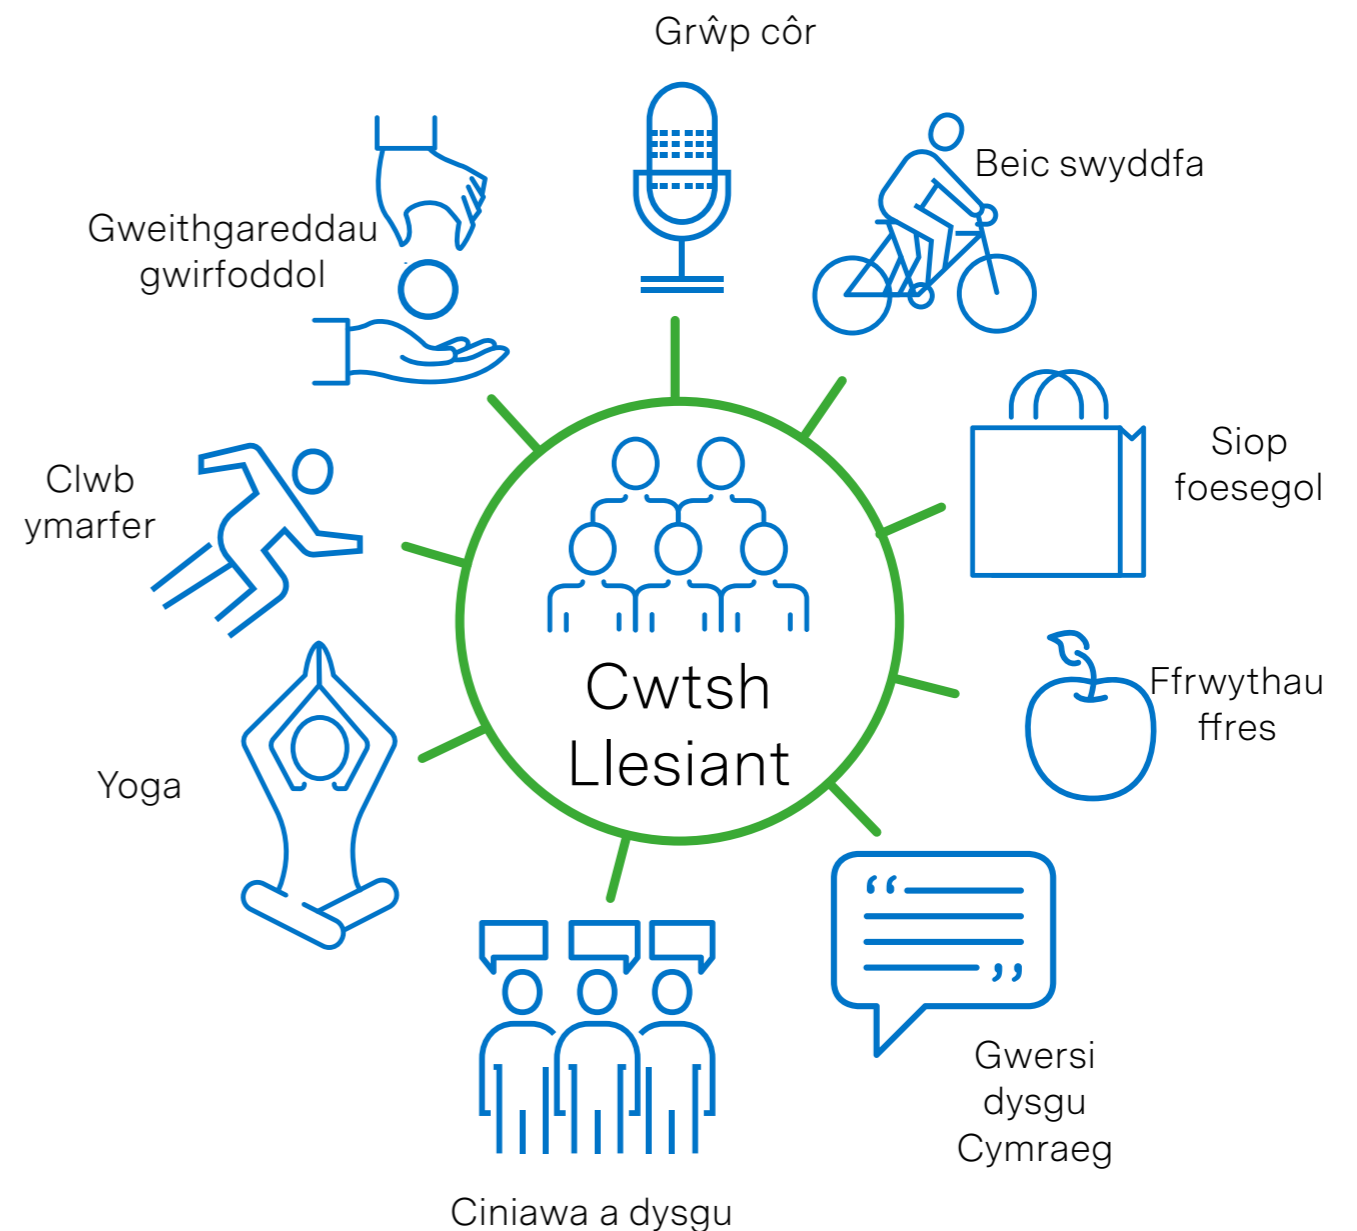 Grŵp côr
Beic swyddfa
Siop
foesegol
Ffrwythau
ffres
Gwersi
dysgu
Cymraeg
Ciniawa a dysgu
Yoga
Clwb
ymarfer
Gweithgareddau
gwirfoddol
Cwtsh
Llesiant